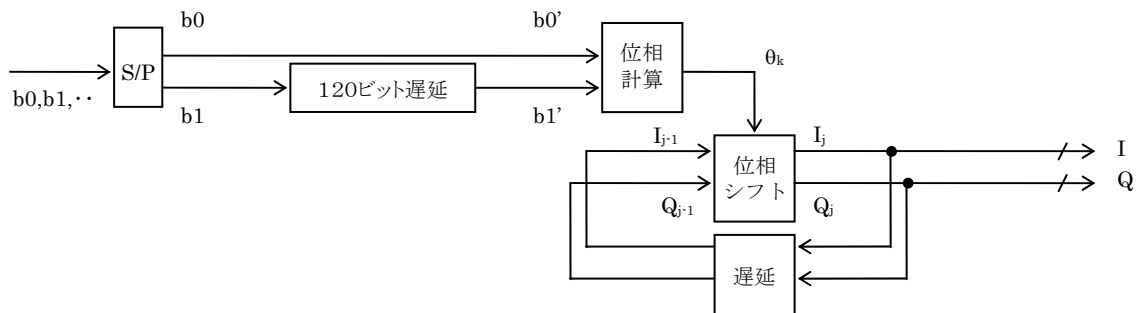 b0
b0’
S/P
位相
計算
θk
120ビット遅延
b0,b1,・・
b1
b1’
Ij-1
Ij
I
位相
シフト
Q
Qj-1
Qj
遅延